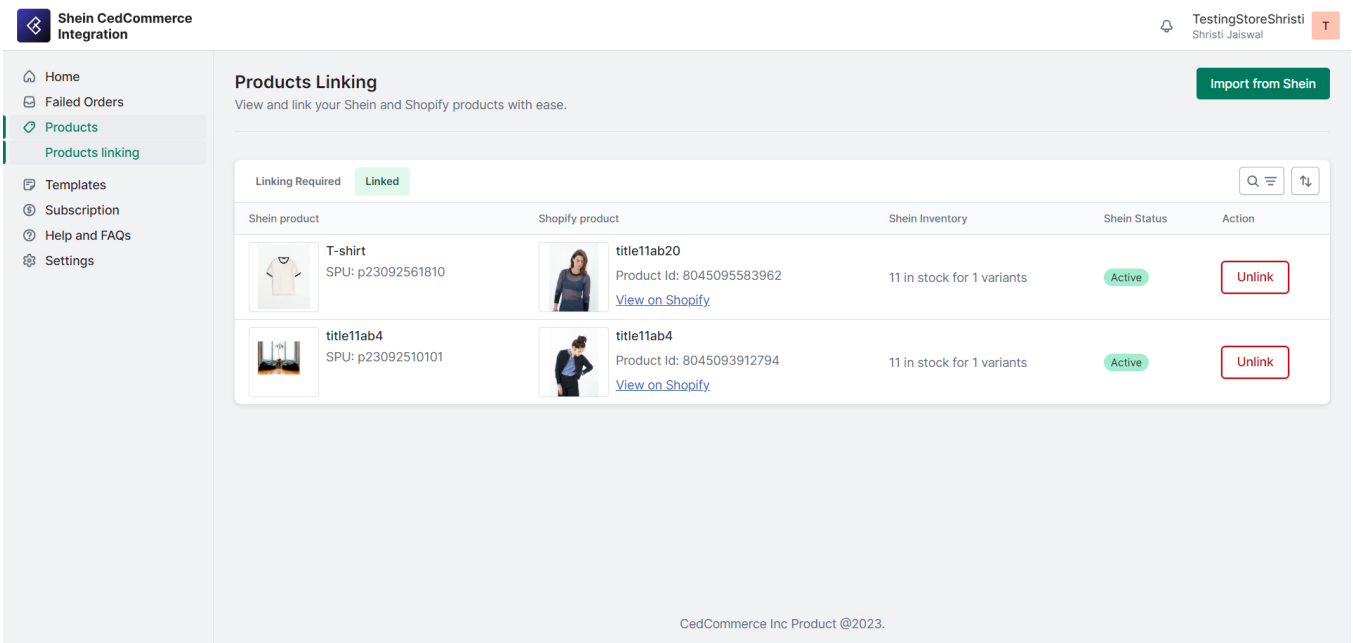 Shein CedCommerce
Integration
TestingStoreShristi
Shristi Jaiswal
T
Home
Failed Orders
Products
Products linking
Templates
Subscription
Help and FAQs
Settings
Products Linking
View and link your Shein and Shopify products with ease.
Import from Shein
Linking Required Linked
Shein product Shopify product Shein Inventory Shein Status Action
T-shirt
SPU: p23092561810
title11ab20
Product Id: 8045095583962
View on Shopify
11 in stock for 1 variants
Active
Unlink
title11ab4
SPU: p23092510101
title11ab4
Product Id: 8045093912794
View on Shopify
11 in stock for 1 variants
Active
Unlink
CedCommerce Inc Product @2023.